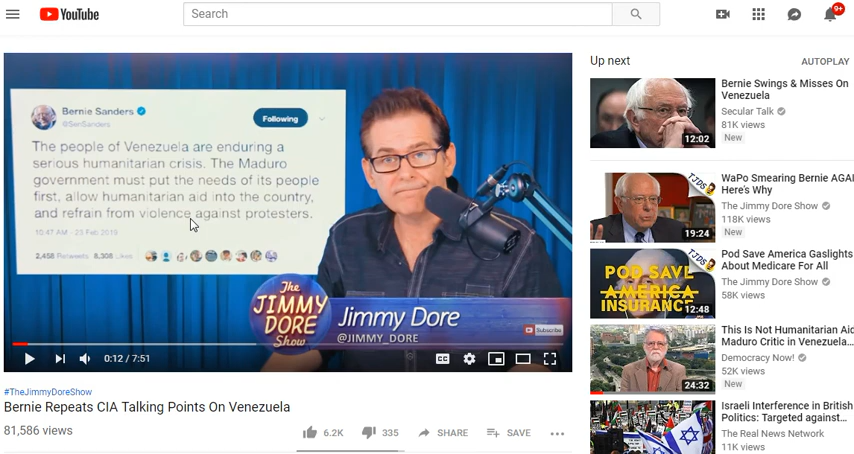 YouTube
Search
9+
Bernie Sanders
@SenSanders
Following
The people of Venezuela are enduring a
serious humanitarian crisis. The Maduro
government must put the needs of its people
first, allow humanitarian aid into the country,
and refrain from violence against protesters.
10:47 AM - 23 Feb 2019
2,458 Retweets 8,308 Likes
The
JIMMY
DORE
Show
Jimmy Dore
@JIMMY_DORE
Subscribe
0:12 / 7:51
CC
#TheJimmyDoreShow
Bernie Repeats CIA Talking Points On Venezuela
81,586 views
6.2K
335
SHARE
SAVE
Up next
AUTOPLAY
12:02
Bernie Swings & Misses On
Venezuela
Secular Talk
81K views
New
TJDS
19:24
WaPo Smearing Bernie AGAI
Here's Why
The Jimmy Dore Show
118K views
New
TJDS
POD SAVE
AMERICA
INSURANCE
12:48
Pod Save America Gaslights
About Medicare For All
The Jimmy Dore Show
58K views
24:32
This Is Not Humanitarian Aid
Maduro Critic in Venezuela...
Democracy Now!
52K views
New
Israeli Interference in British
Politics: Targeted against...
The Real News Network
11K views